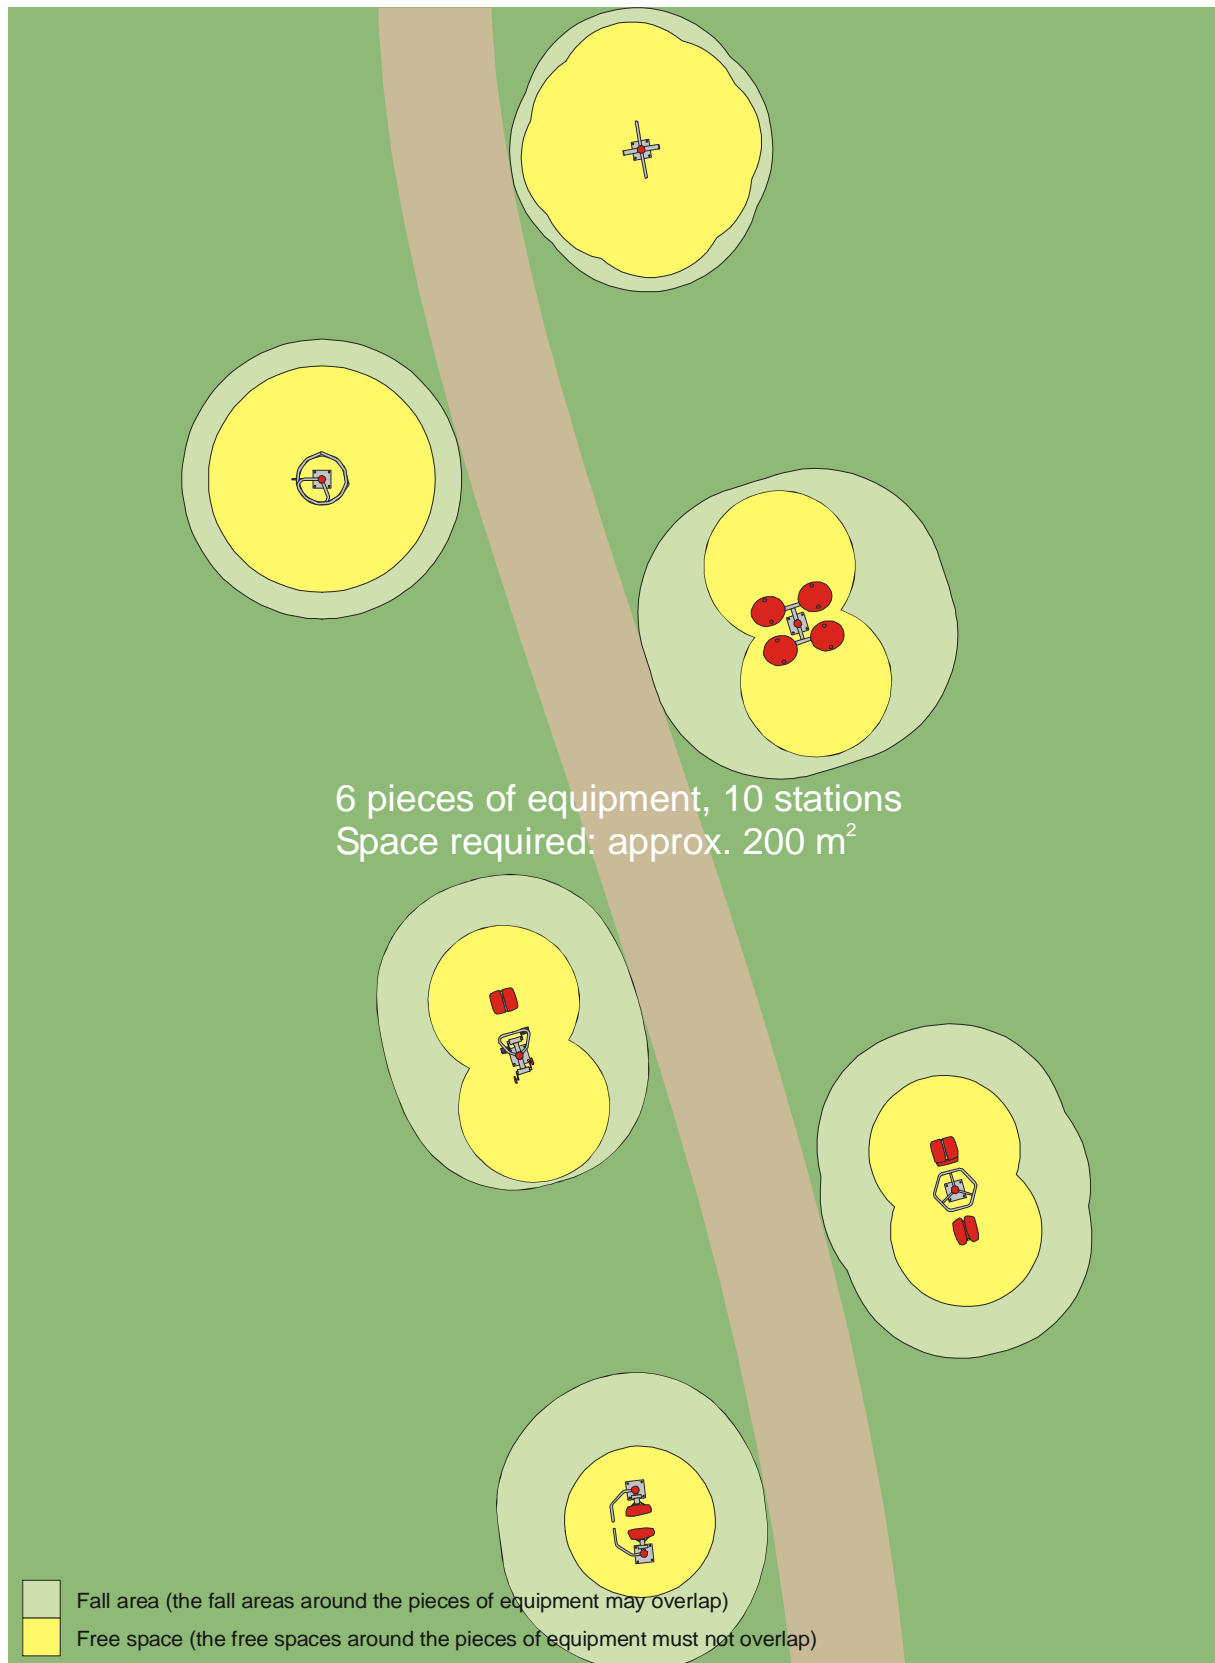 6 pieces of equipment, 10 stations
Space required: approx. 200 m²
Fall area (the fall areas around the pieces of equipment may overlap)
Free space (the free spaces around the pieces of equipment must not overlap)